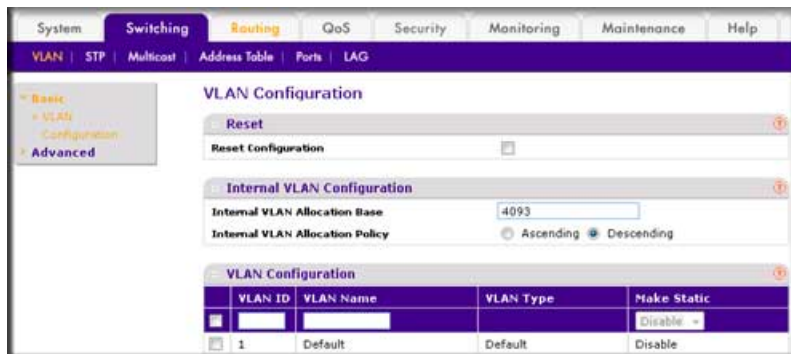 System Switching Routing QoS Security Monitoring Maintenance Help
VLAN | STP | Multicast | Address Table | Ports | LAG
Basic
VLAN
Configuration
Advanced
VLAN Configuration
Reset
Reset Configuration
Internal VLAN Configuration
Internal VLAN Allocation Base 4093
Internal VLAN Allocation Policy Ascending Descending
VLAN Configuration
VLAN ID VLAN Name VLAN Type Make Static
Disable
1 Default Default Disable